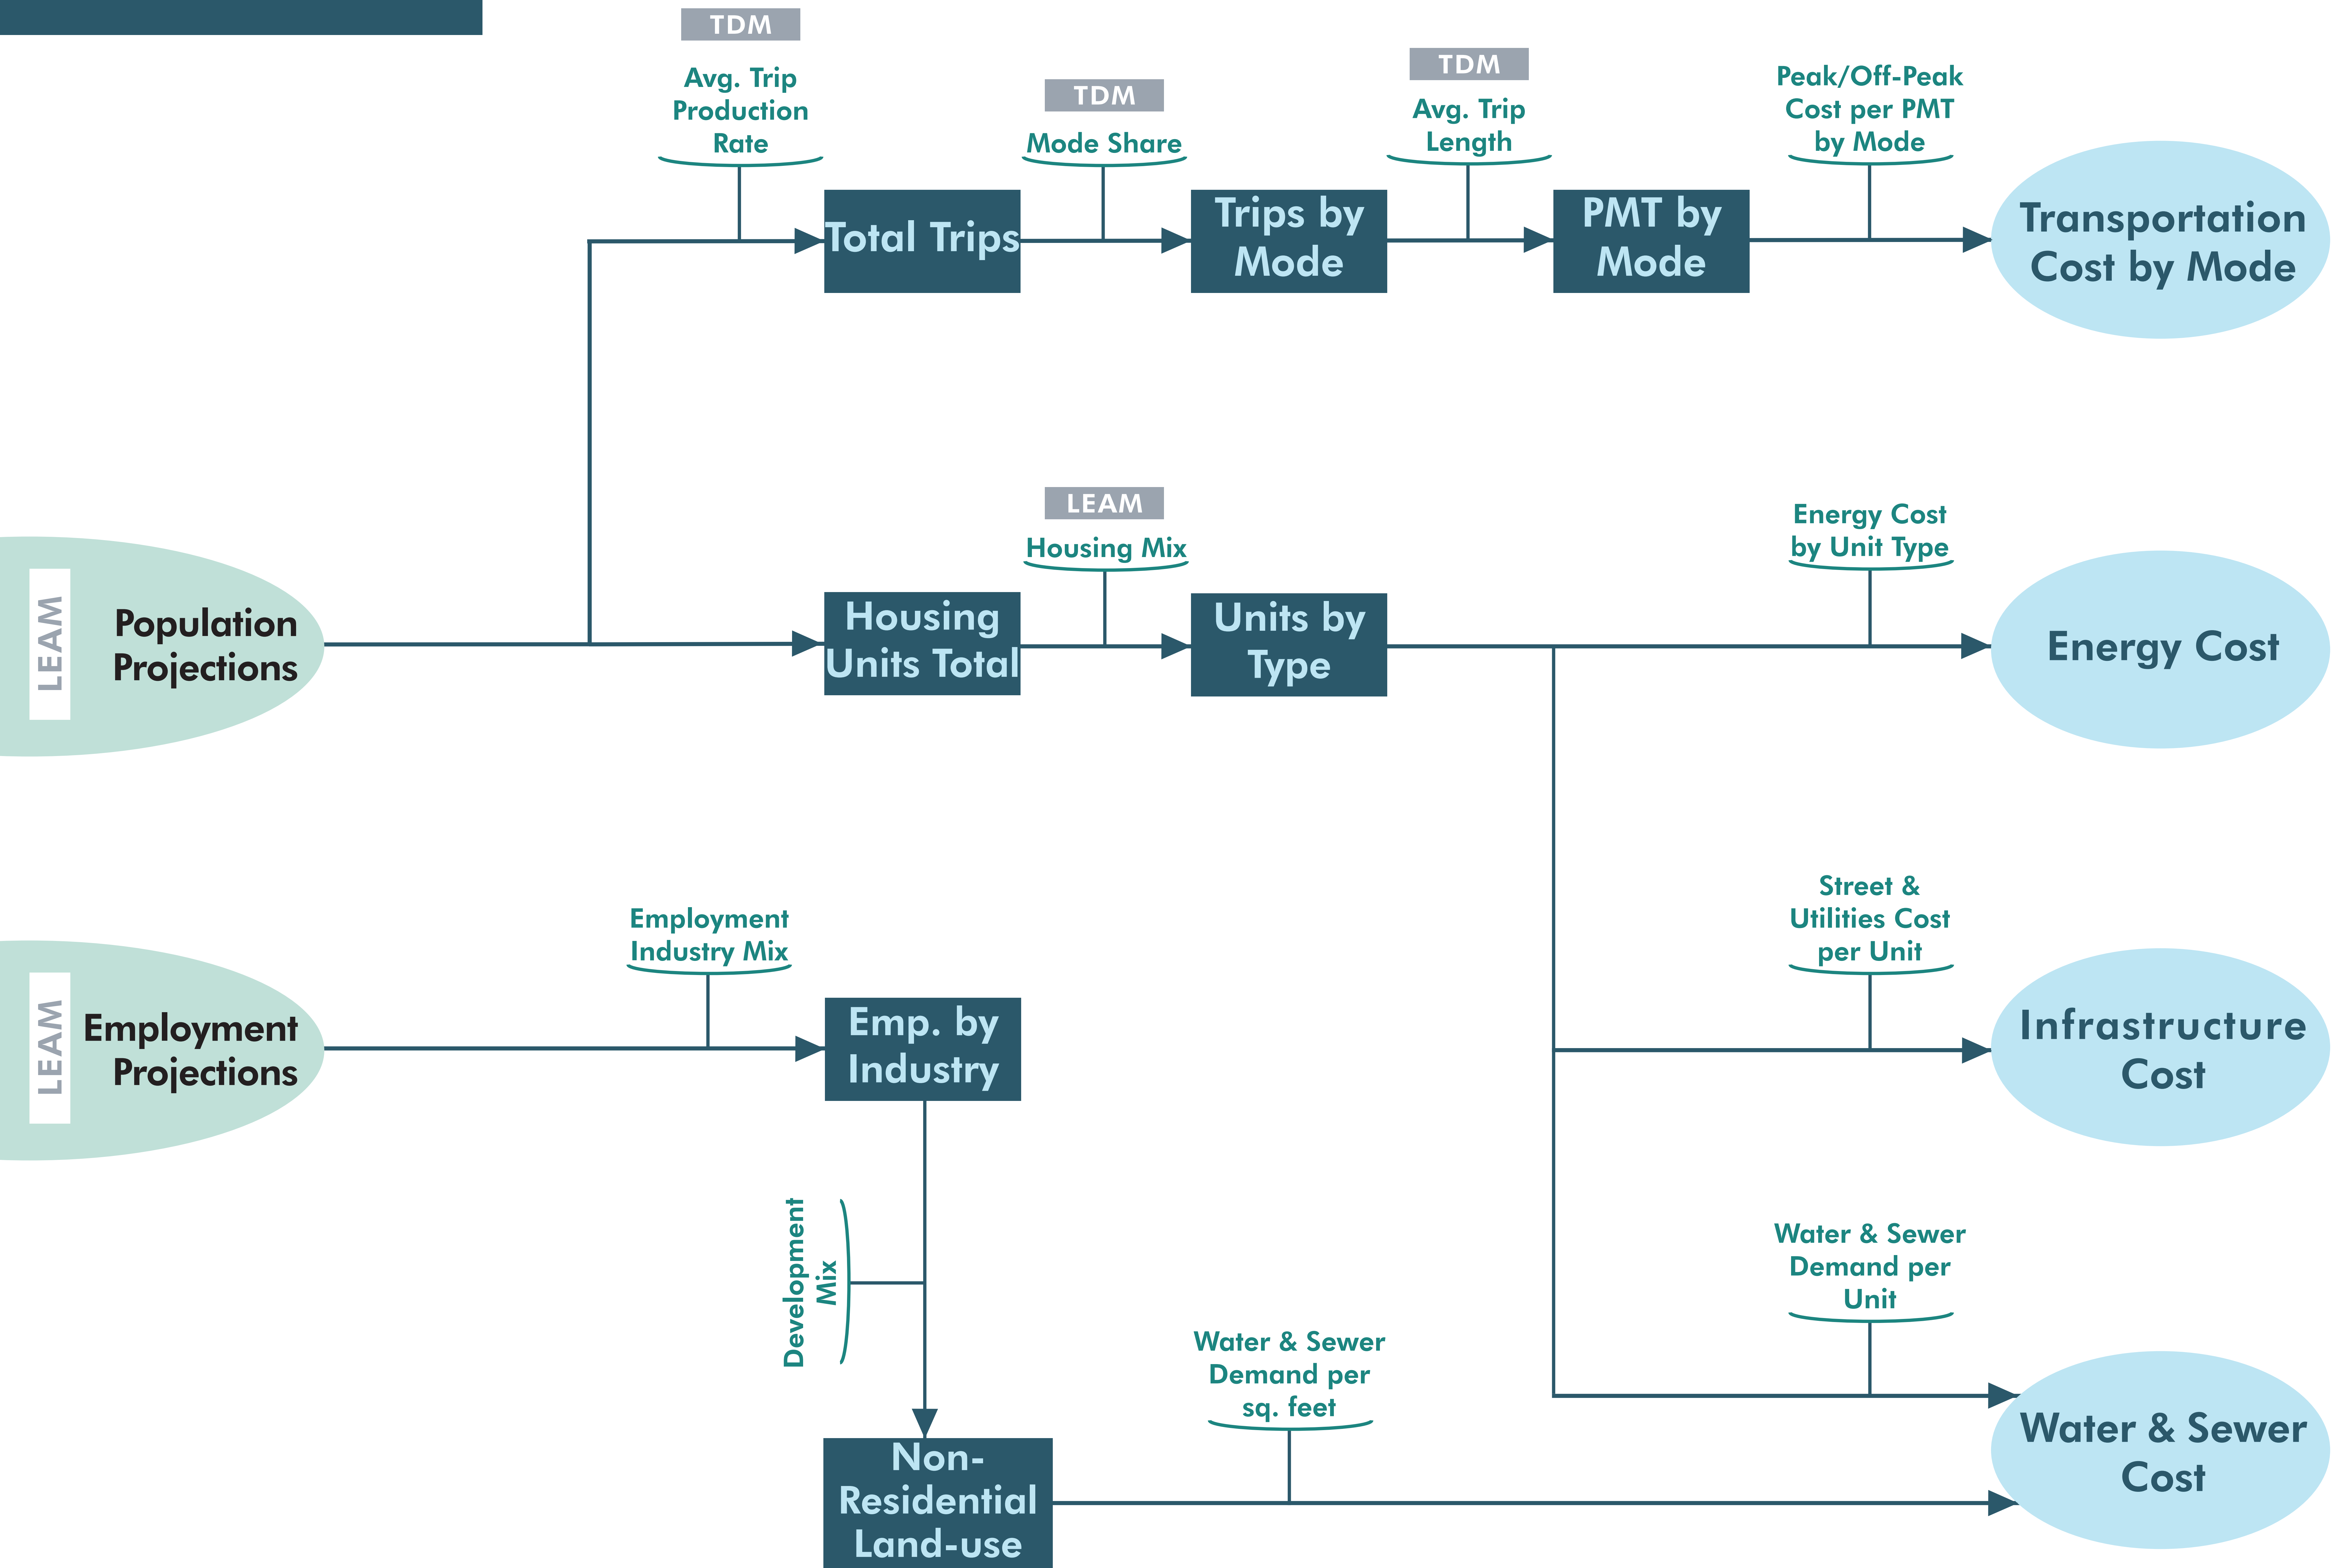 TDM
Avg. Trip
Production
Rate
TDM
Mode Share
TDM
Avg. Trip
Length
Peak/Off-Peak
Cost per PMT
by Mode
Total Trips
Trips by
Mode
PMT by
Mode
Transportation
Cost by Mode
LEAM
Population
Projections
LEAM
Housing Mix
Housing
Units Total
Units by
Type
Energy Cost
by Unit Type
Energy Cost
LEAM
Employment
Projections
Employment
Industry Mix
Emp. by
Industry
Street &
Utilities Cost
per Unit
Infrastructure
Cost
Development
Mix
Water & Sewer
Demand per
Unit
Water & Sewer
Demand per
sq. feet
Non-
Residential
Land-use
Water & Sewer
Cost